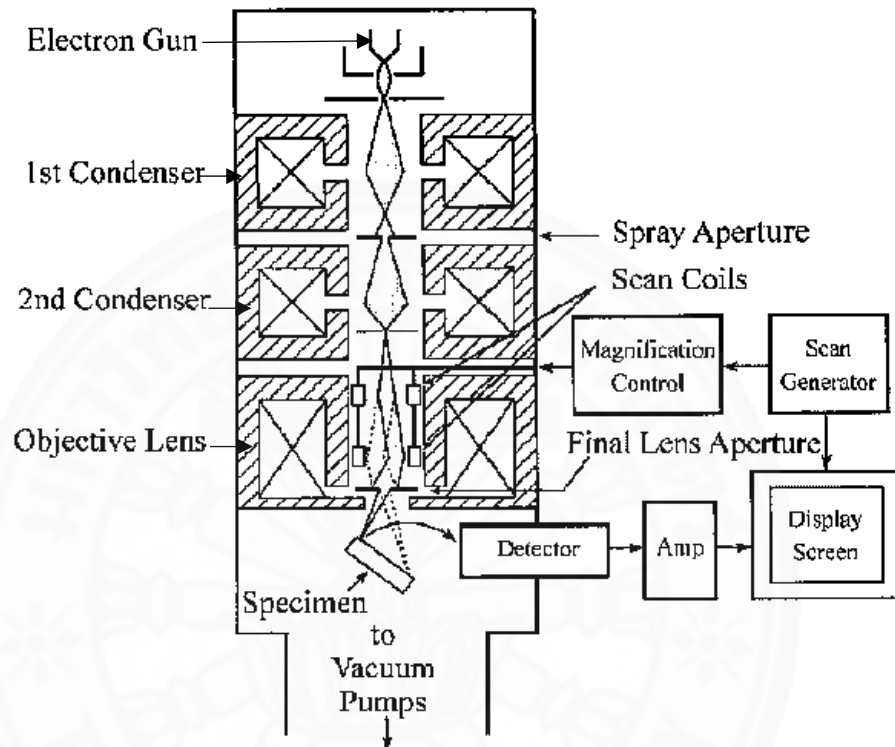 Electron Gun
1st Condenser
Spray Aperture
Scan Coils
2nd Condenser
Magnification
Control
Scan
Generator
Objective Lens
Final Lens Aperture
Detector
Amp
Display
Screen
Specimen
to
Vacuum
Pumps